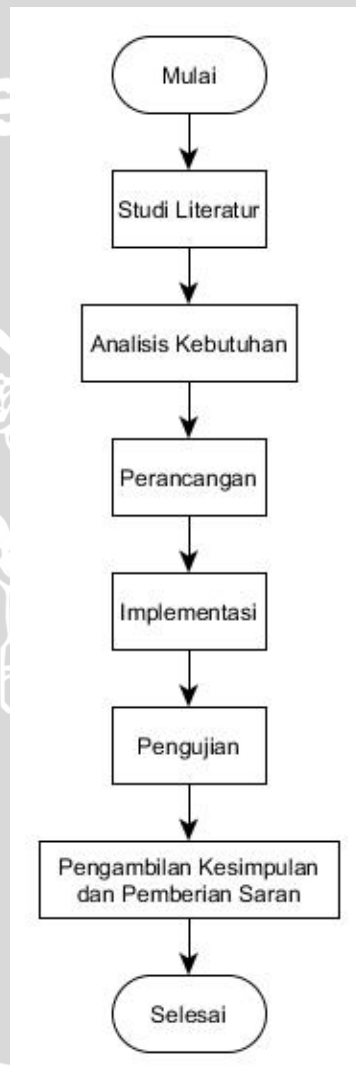 Mulai
Studi Literatur
Analisis Kebutuhan
Perancangan
Implementasi
Pengujian
Pengambilan Kesimpulan
dan Pemberian Saran
Selesai